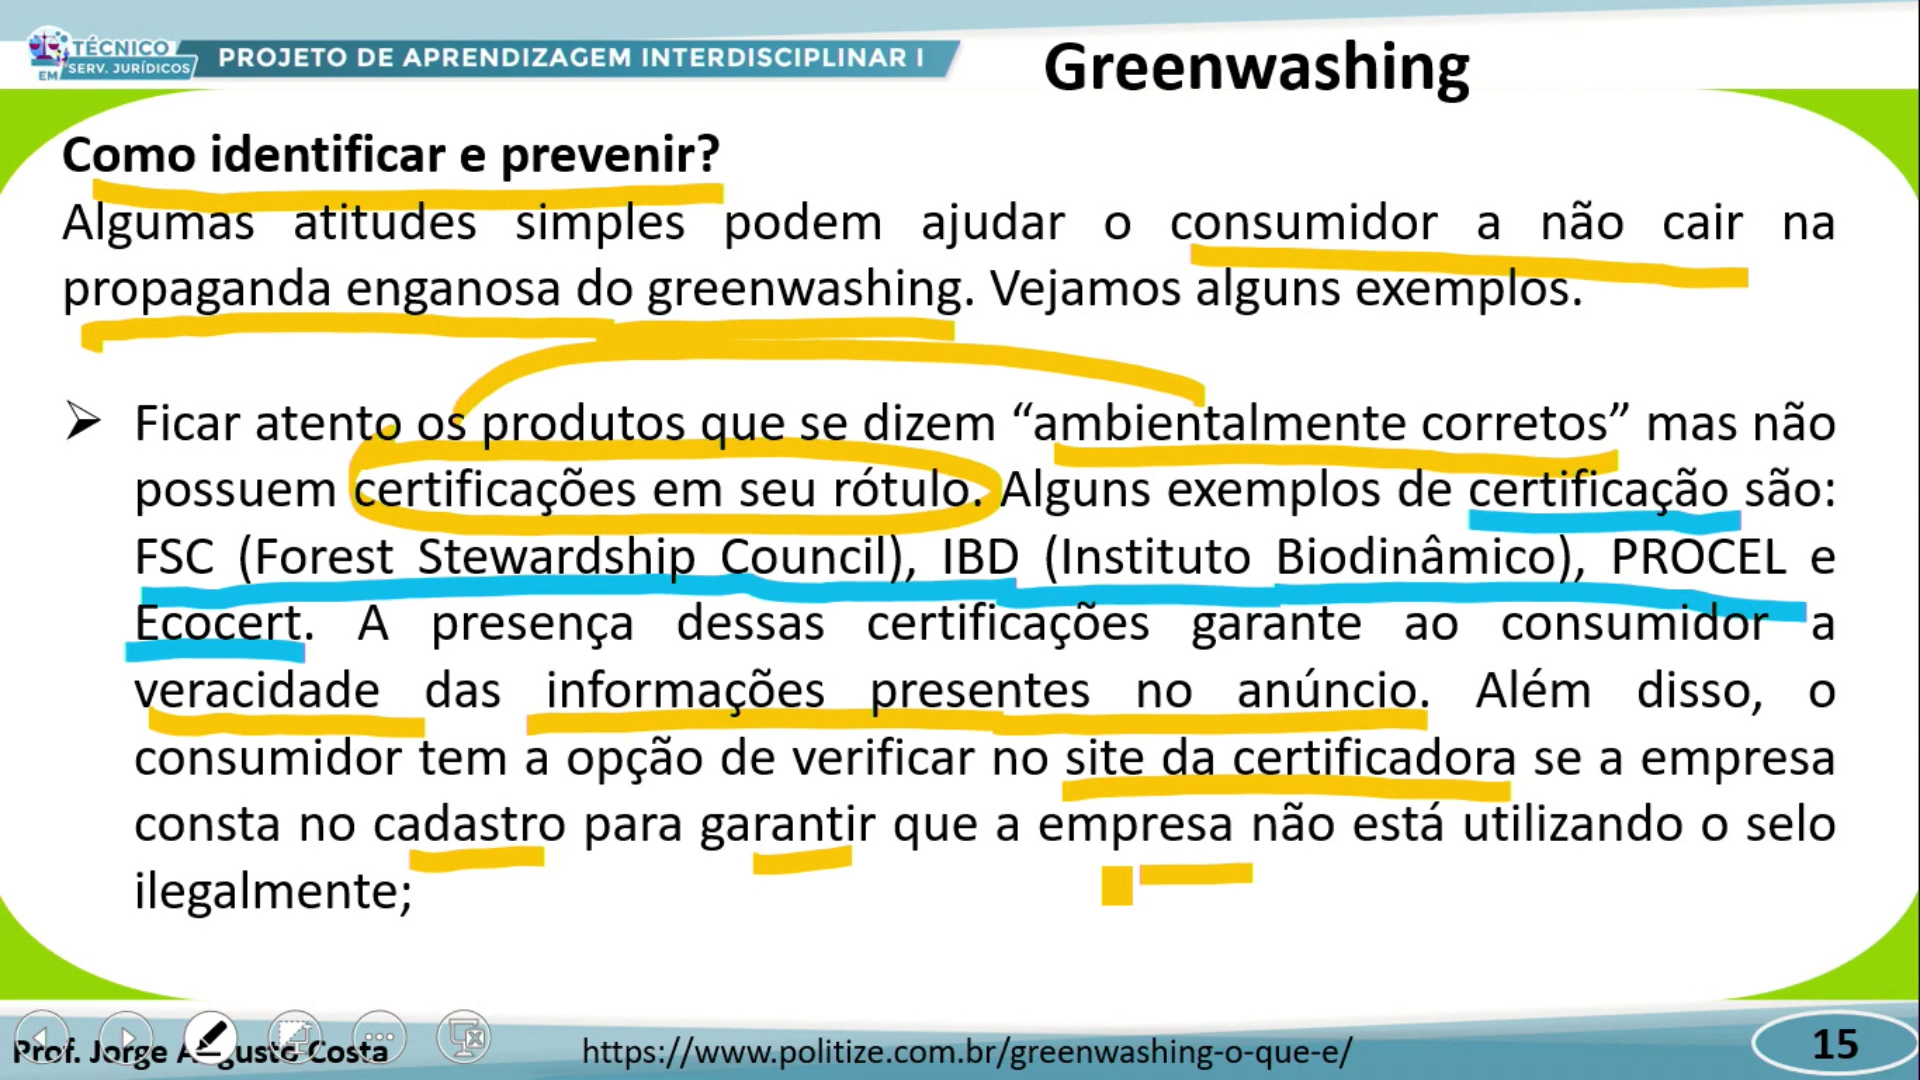 TÉCNICO
EM SERV. JURÍDICOS
PROJETO DE APRENDIZAGEM INTERDISCIPLINAR I
Greenwashing
Como identificar e prevenir?
Algumas atitudes simples podem ajudar o consumidor a não cair na
propaganda enganosa do greenwashing. Vejamos alguns exemplos.
Ficar atento os produtos que se dizem “ambientalmente corretos” mas não
possuem certificações em seu rótulo. Alguns exemplos de certificação são:
FSC (Forest Stewardship Council), IBD (Instituto Biodinâmico), PROCEL e
Ecocert. A presença dessas certificações garante ao consumidor a
veracidade das informações presentes no anúncio. Além disso, o
consumidor tem a opção de verificar no site da certificadora se a empresa
consta no cadastro para garantir que a empresa não está utilizando o selo
ilegalmente;
Prof. Jorge Augusto Costa
https://www.politize.com.br/greenwashing-o-que-e/
15